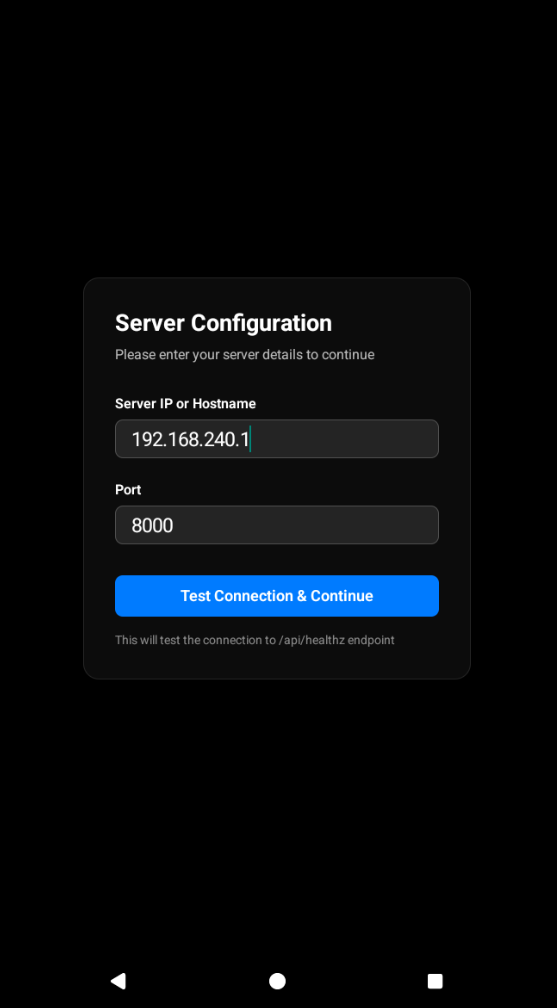 Server Configuration
Please enter your server details to continue
Server IP or Hostname
192.168.240.1
Port
8000
Test Connection & Continue
This will test the connection to /api/healthz endpoint